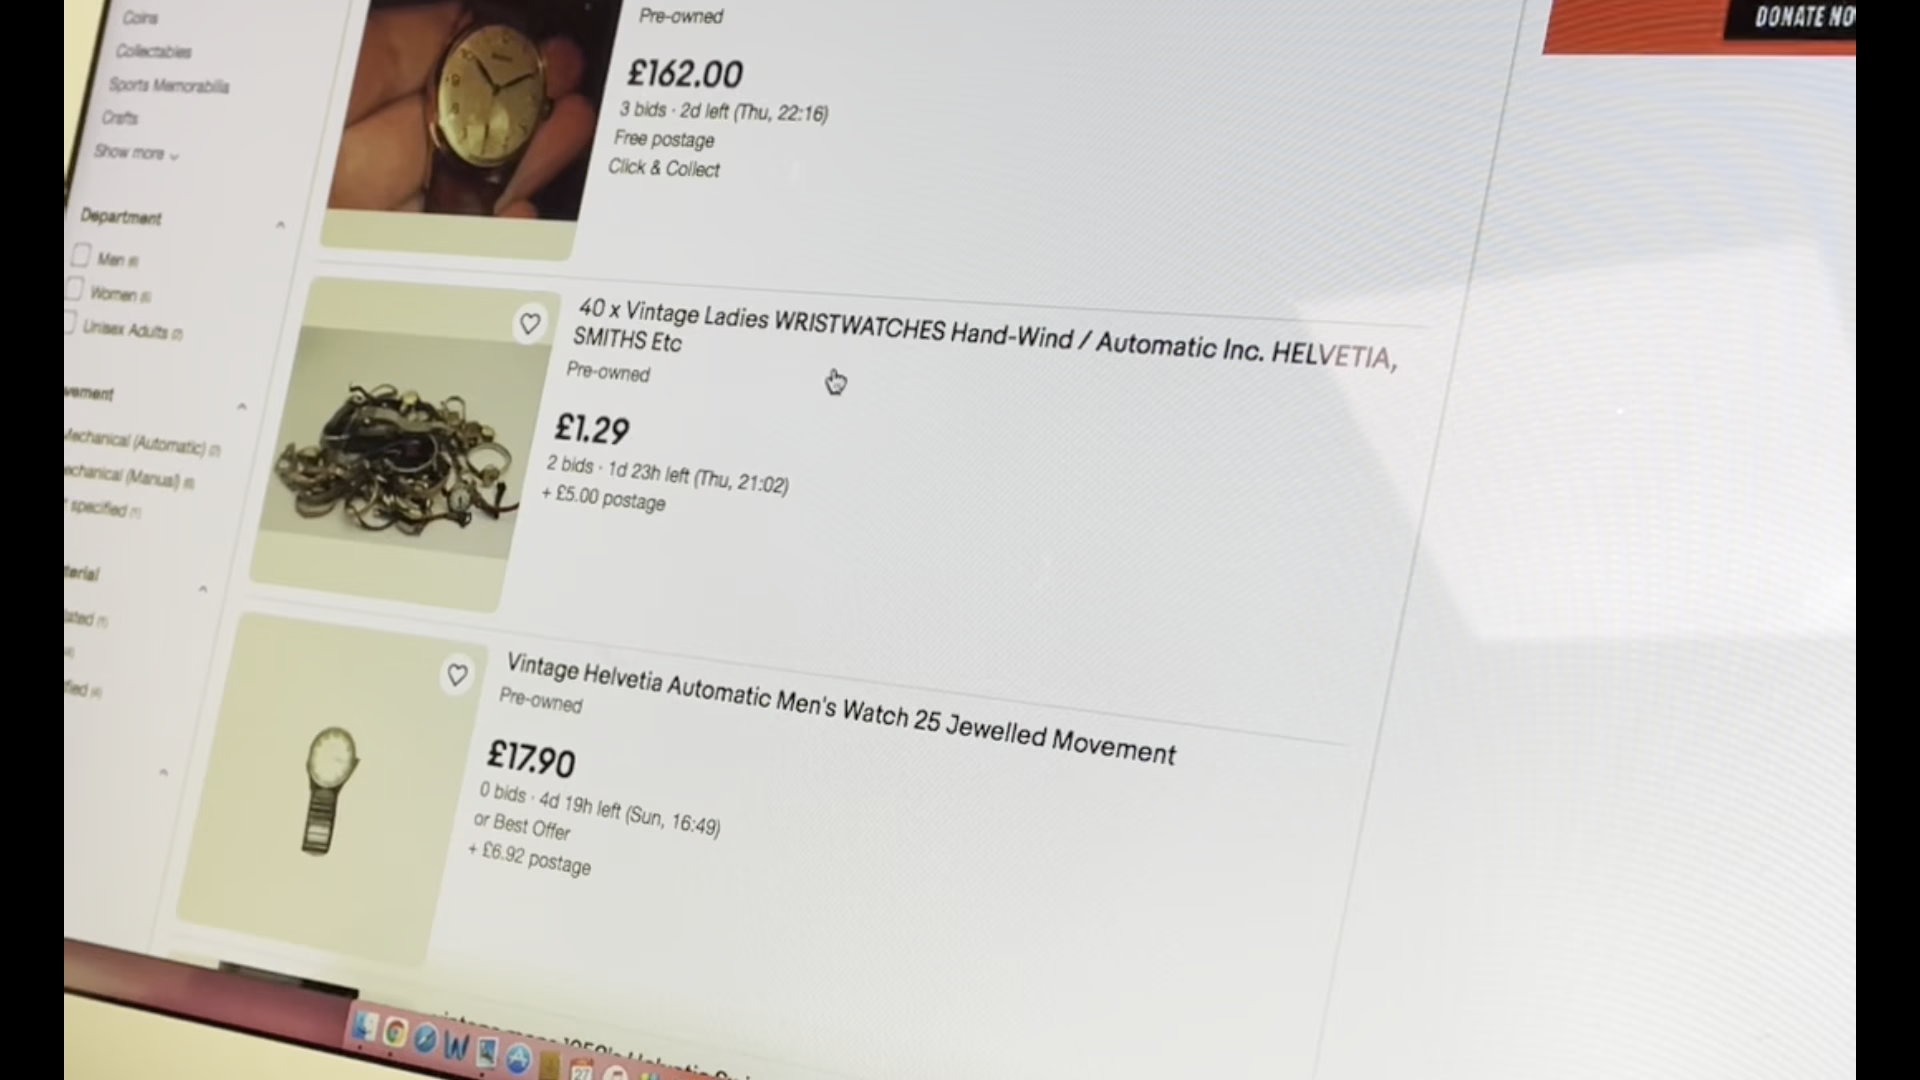 Coins
Collectables
Sports Memorabilia
Crafts
Show more
Department
Men
Women
Unisex Adults
Mechanical (Automatic)
(Manual)
specified
DONATE
Pre-owned
£162.00
3 bids · 2d left (Thu, 22:16)
Free postage
Click & Collect
40 x Vintage Ladies WRISTWATCHES Hand-Wind / Automatic Inc. HELVETIA,
SMITHS Etc
Pre-owned
£1.29
2 bids · 1d 23h left (Thu, 21:02)
+ £5.00 postage
Vintage Helvetia Automatic Men's Watch 25 Jewelled Movement
Pre-owned
£17.90
0 bids · 4d 19h left (Sun, 16:49)
or Best Offer
+ £6.92 postage
W
27